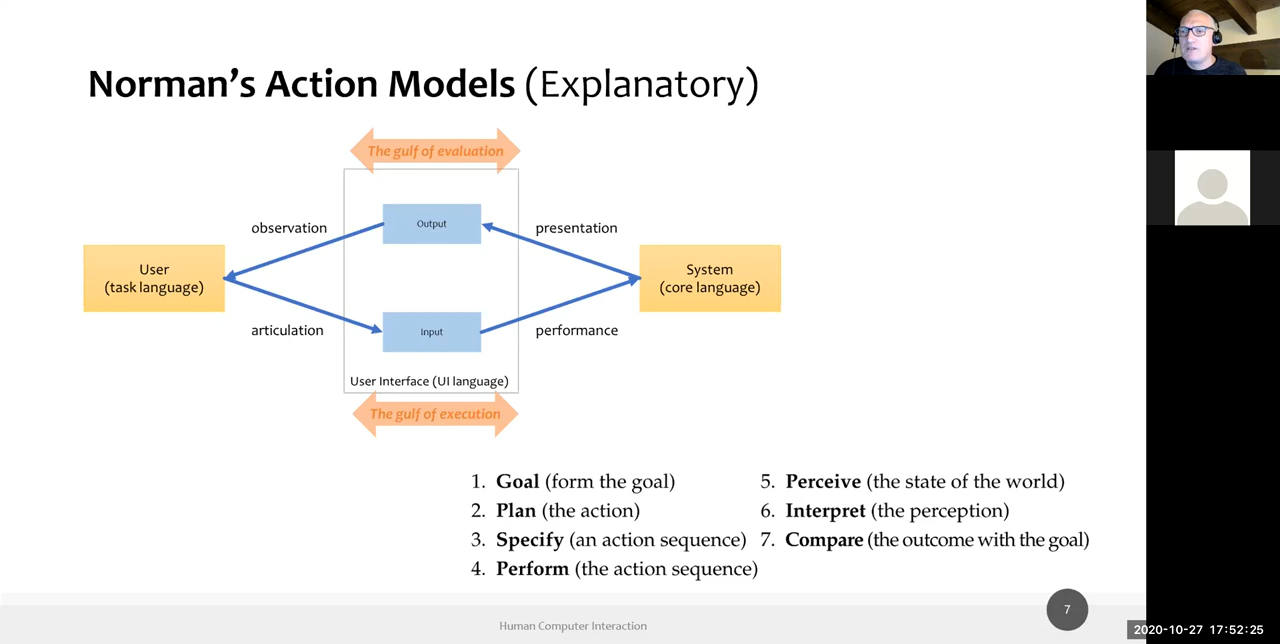 Norman’s Action Models (Explanatory)
The gulf of evaluation
observation
Output
presentation
User
(task language)
System
(core language)
articulation
Input
performance
User Interface (UI language)
The gulf of execution
1. Goal (form the goal)
2. Plan (the action)
3. Specify (an action sequence)
4. Perform (the action sequence)
5. Perceive (the state of the world)
6. Interpret (the perception)
7. Compare (the outcome with the goal)
Human Computer Interaction
7
2020-10-27 17:52:25